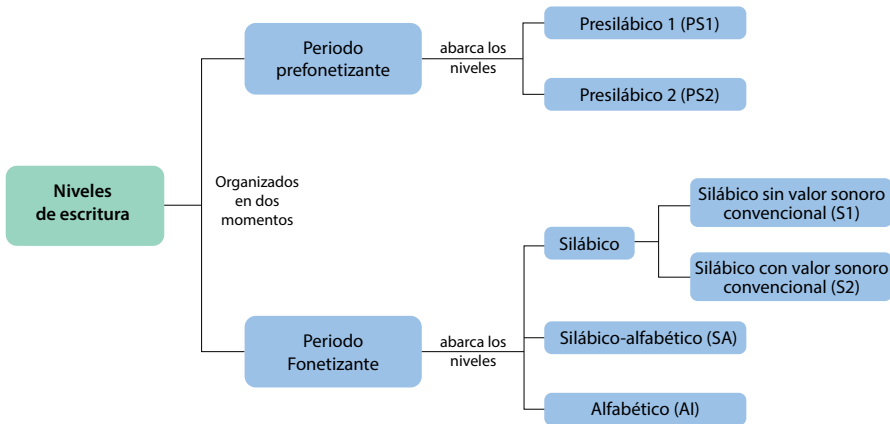 Niveles
de escritura
Organizados
en dos
momentos
Periodo
prefonetizante
abarca los
niveles
Presilábico 1 (PS1)
Presilábico 2 (PS2)
Periodo
Fonetizante
abarca los
niveles
Silábico
Silábico sin valor sonoro
convencional (S1)
Silábico con valor sonoro
convencional (S2)
Silábico-alfabético (SA)
Alfabético (Al)